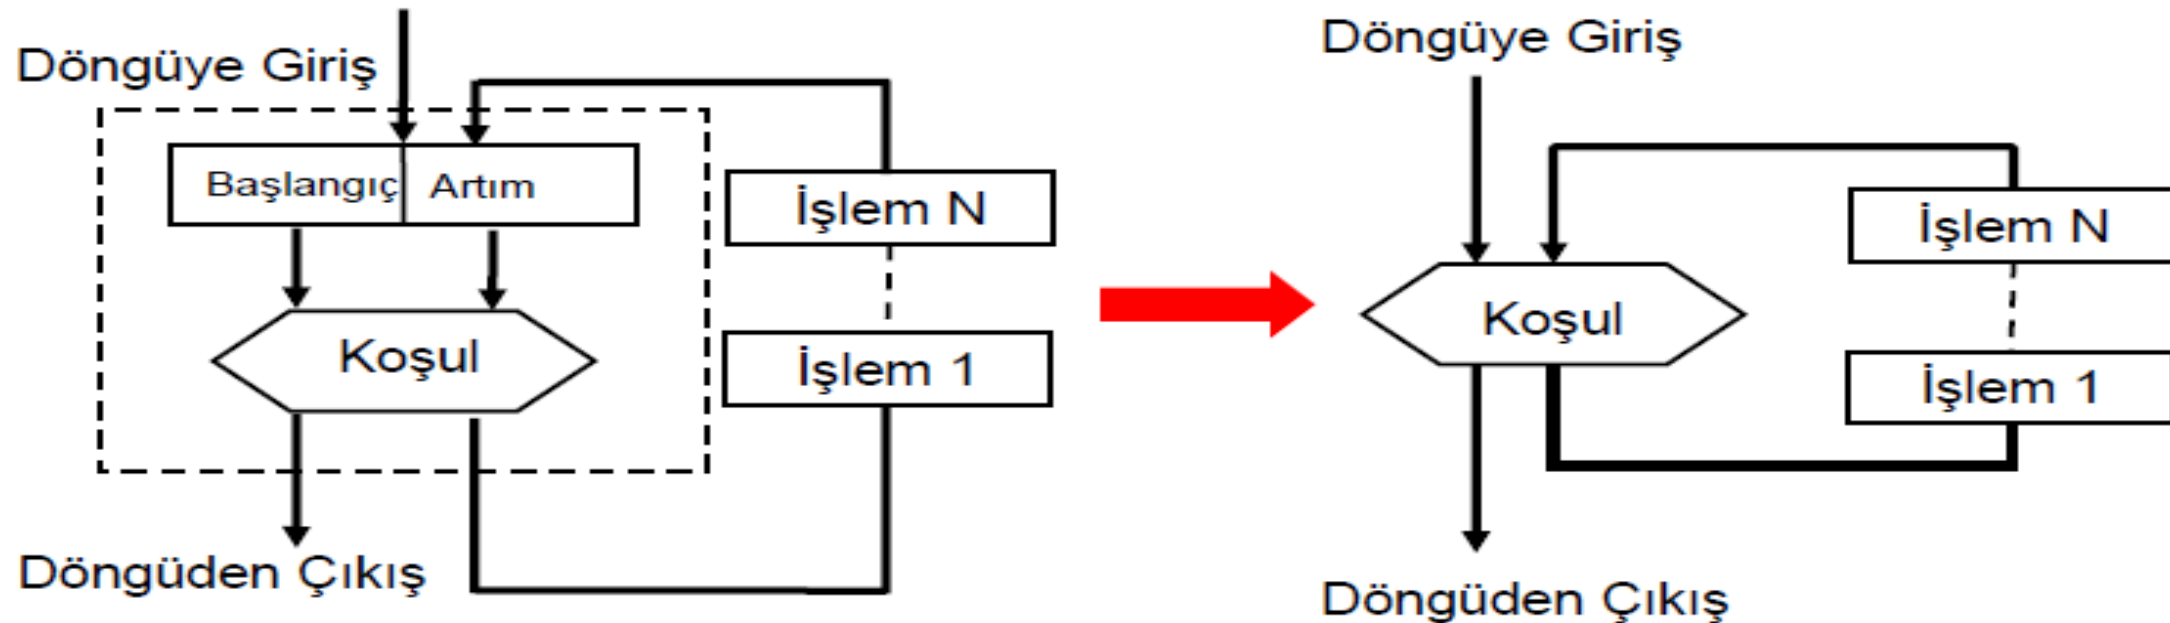 Döngüye Giriş
Başlangıç
Artım
Koşul
İşlem N
İşlem 1
Döngüden Çıkış
Döngüye Giriş
Koşul
İşlem N
İşlem 1
Döngüden Çıkış